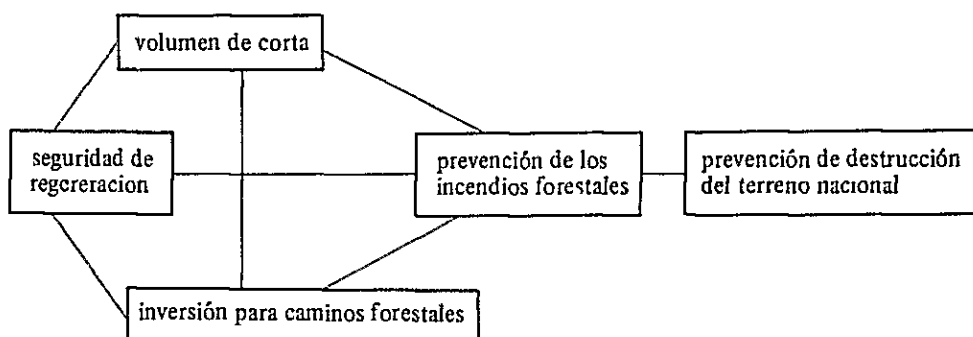 volumen de corta
seguridad de
regcreracion
prevención de los
incendios forestales
prevención de destrucción
del terreno nacional
inversión para caminos forestales